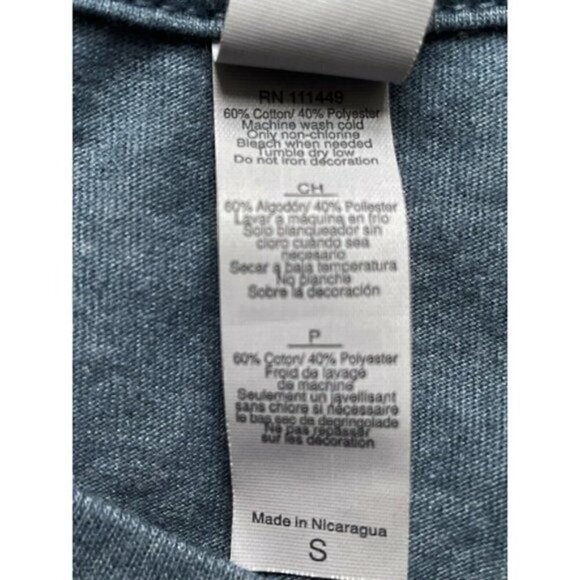 RN 111449
60% Cotton/ 40% Polyester
Machine wash cold
Only non-chlorine
Bleach when needed
Tumble dry low
Do not iron decoration
CH
60% Algodón/ 40% Poliester
Lavar a máquina en frio
Solo blanqueador sin
cloro cuando sea
necesario
Secar a baja temperatura
No planche
Sobre la decoración
P
60% Coton/ 40% Polyester
Froid de lavage
de machine
Seulement un javellisant
sans chlore si nécessaire
le bas sec de degringolade
Ne pas repasser
sur les décoration
Made in Nicaragua
S